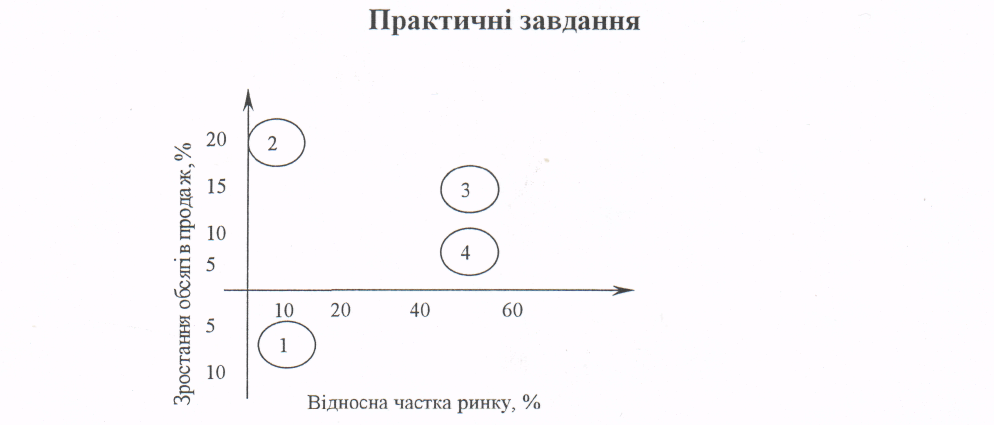 Практичні завдання
20
2
15
3
10
4
5
10 20 40 60
5
1
10
Зростання обсягів продаж, %
Відносна частка ринку, %